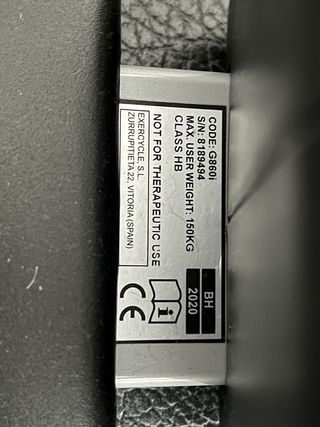 CODE: G860i
S/N: 8189494
MAX. USER WEIGHT: 150KG
CLASS HB
NOT FOR THERAPEUTIC USE
EXERCYCLE, S.L.
ZURRUPITIETA 22, VITORIA (SPAIN)
BH
2020
i
CE